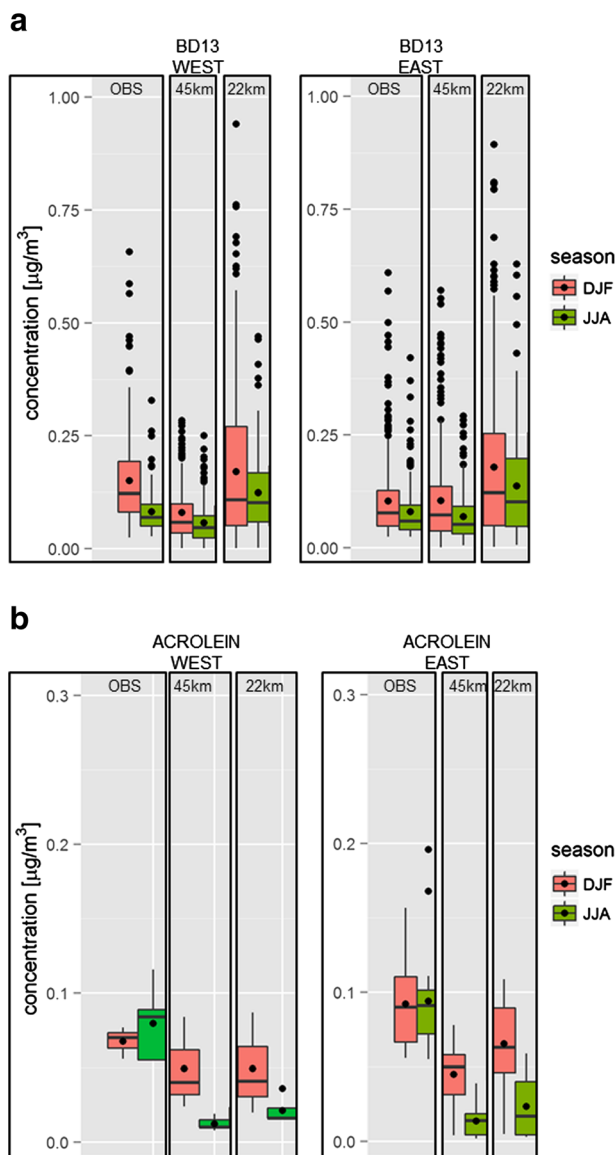 a
BD13
WEST
BD13
EAST
OBS
45km
22km
OBS
45km
22km
1.00
0.75
0.50
0.25
0.00
1.00
0.75
0.50
0.25
0.00
concentration [μg/m³]
season
DJF
JJA
b
ACROLEIN
WEST
ACROLEIN
EAST
OBS
45km
22km
OBS
45km
22km
0.3
0.2
0.1
0.0
0.3
0.2
0.1
0.0
concentration [μg/m³]
season
DJF
JJA